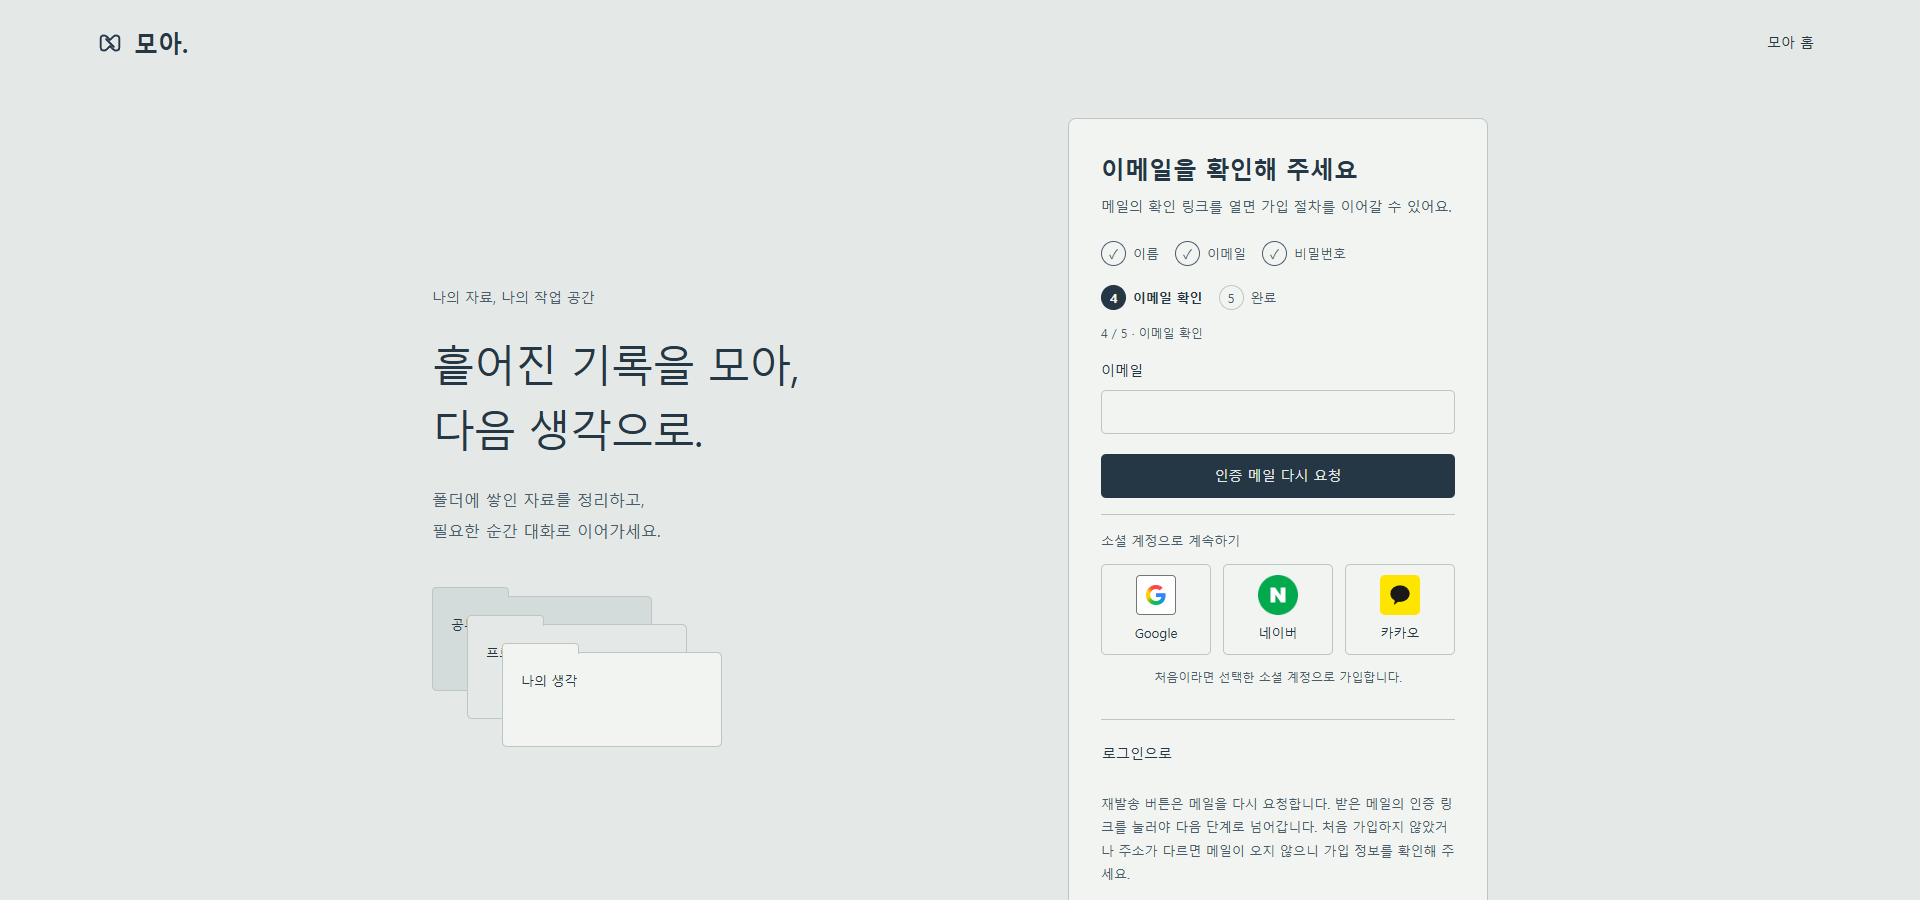 모아.
모아 홈
나의 자료, 나의 작업 공간
흩어진 기록을 모아,
다음 생각으로.
폴더에 쌓인 자료를 정리하고,
필요한 순간 대화로 이어가세요.
나의 생각
이메일을 확인해 주세요
메일의 확인 링크를 열면 가입 절차를 이어갈 수 있어요.
✓ 이름 ✓ 이메일 ✓ 비밀번호
4 이메일 확인 5 완료
4 / 5 · 이메일 확인
이메일
인증 메일 다시 요청
소셜 계정으로 계속하기
Google 네이버 카카오
처음이라면 선택한 소셜 계정으로 가입합니다.
로그인으로
재발송 버튼은 메일을 다시 요청합니다. 받은 메일의 인증 링
크를 눌러야 다음 단계로 넘어갑니다. 처음 가입하지 않았거
나 주소가 다르면 메일이 오지 않으니 가입 정보를 확인해 주
세요.